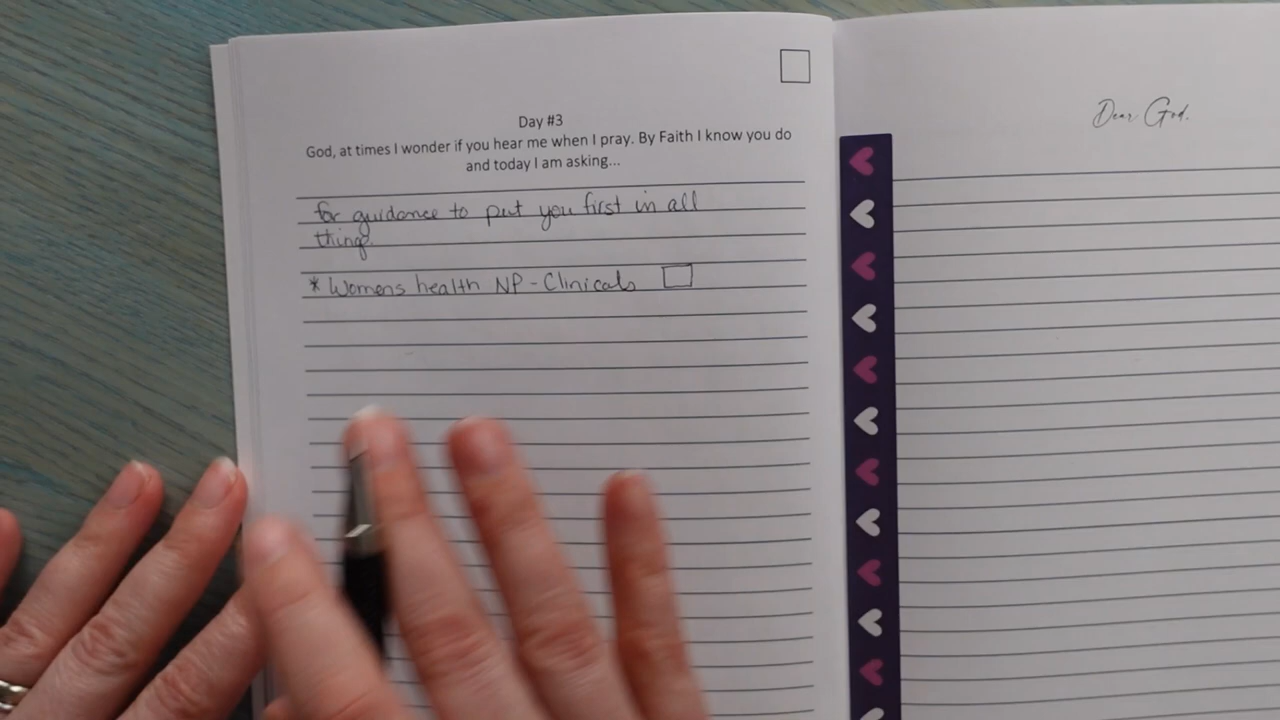 Day #3
God, at times I wonder if you hear me when I pray. By Faith I know you do
and today I am asking...
for guidance to put you first in all
things.
* Womens health NP - Clinicals
Dear God,